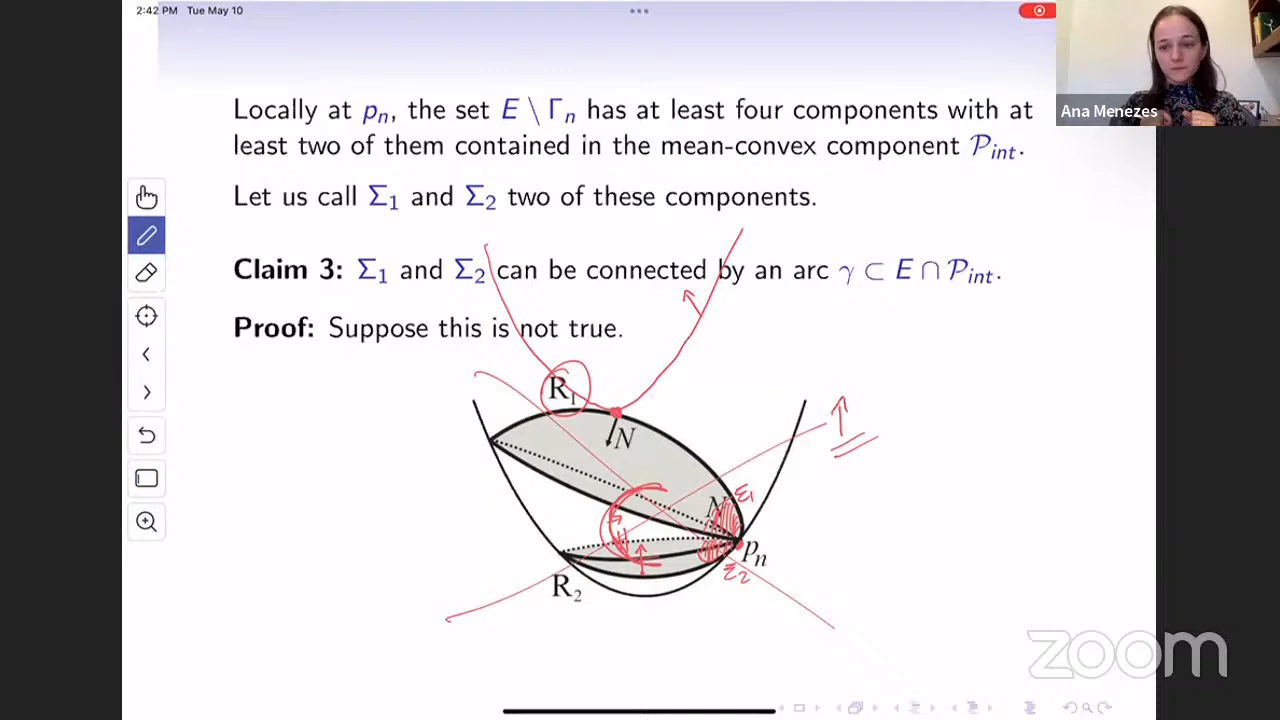 2:42 PM Tue May 10
Ana Menezes
Locally at pₙ, the set E \ Γₙ has at least four components with at
least two of them contained in the mean-convex component 𝒫ᵢₙₜ.
Let us call Σ₁ and Σ₂ two of these components.
Claim 3: Σ₁ and Σ₂ can be connected by an arc γ ⊂ E ∩ 𝒫ᵢₙₜ.
Proof: Suppose this is not true.
R₁
N
N
Σ₁
pₙ
Σ₂
R₂
zoom